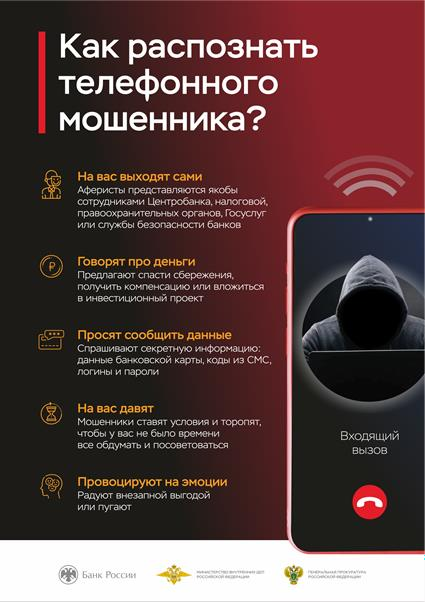 Как распознать
телефонного
мошенника?
На вас выходят сами
Аферисты представляются якобы
сотрудниками Центробанка, налоговой,
правоохранительных органов, Госуслуг
или службы безопасности банков
Говорят про деньги
Предлагают спасти сбережения,
получить компенсацию или вложиться
в инвестиционный проект
Просят сообщить данные
Спрашивают секретную информацию:
данные банковской карты, коды из СМС,
логины и пароли
На вас давят
Мошенники ставят условия и торопят,
чтобы у вас не было времени
все обдумать и посоветоваться
Провоцируют на эмоции
Радуют внезапной выгодой
или пугают
Входящий
вызов
Банк России
МИНИСТЕРСТВО ВНУТРЕННИХ ДЕЛ
РОССИЙСКОЙ ФЕДЕРАЦИИ
ГЕНЕРАЛЬНАЯ ПРОКУРАТУРА
РОССИЙСКОЙ ФЕДЕРАЦИИ